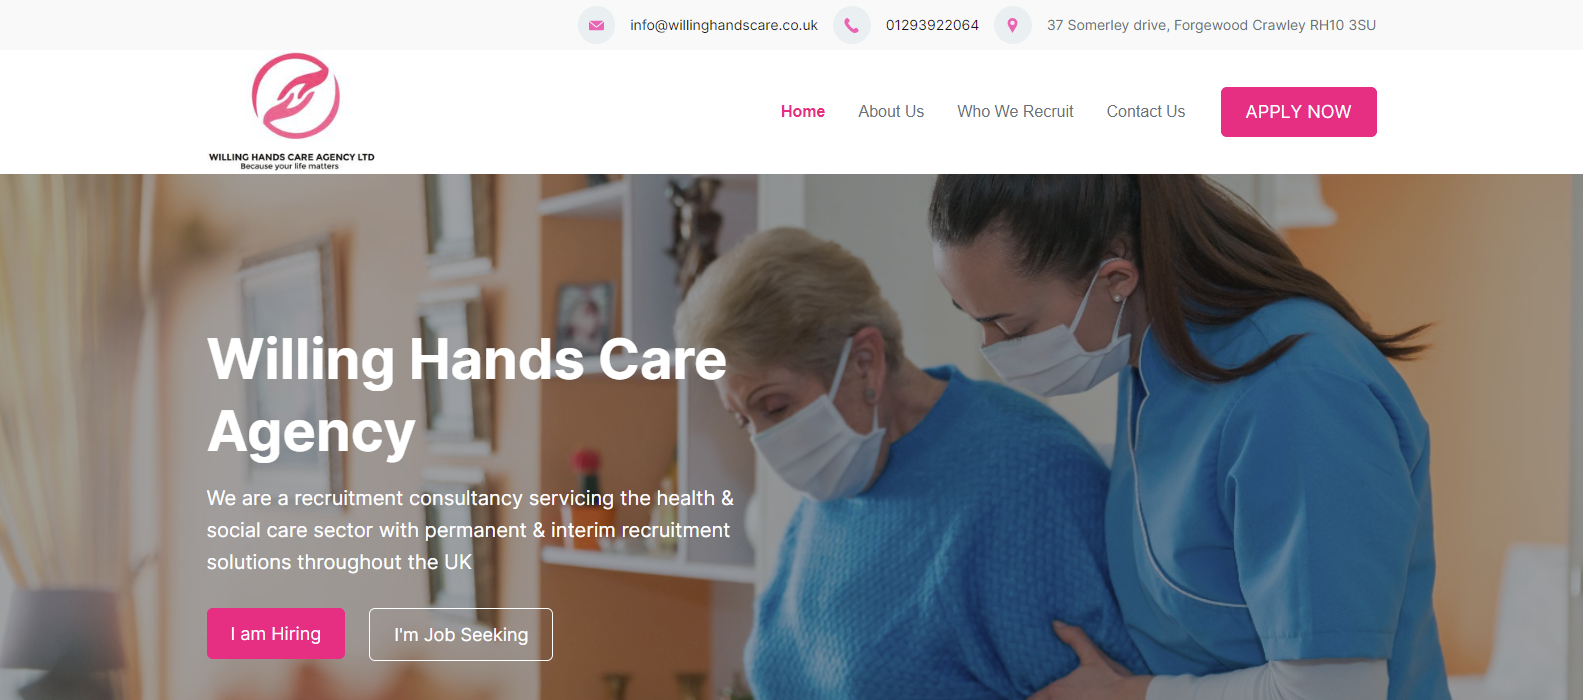 info@willinghandscare.co.uk
01293922064
37 Somerley drive, Forgewood Crawley RH10 3SU
WILLING HANDS CARE AGENCY LTD
Because your life matters
Home
About Us
Who We Recruit
Contact Us
APPLY NOW
Willing Hands Care
Agency
We are a recruitment consultancy servicing the health &
social care sector with permanent & interim recruitment
solutions throughout the UK
I am Hiring
I'm Job Seeking